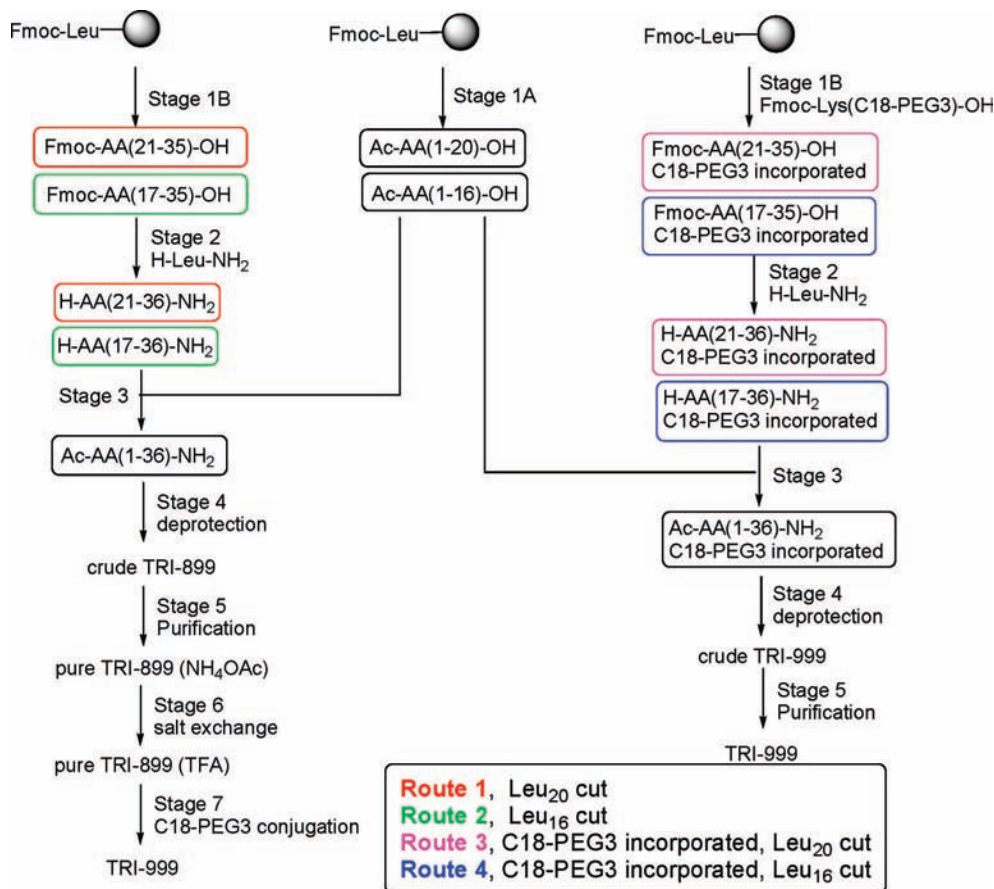 Fmoc-Leu
Stage 1B
Fmoc-AA(21-35)-OH
Fmoc-AA(17-35)-OH
Stage 2
H-Leu-NH₂
H-AA(21-36)-NH₂
H-AA(17-36)-NH₂
Stage 3
Ac-AA(1-36)-NH₂
Stage 4
deprotection
crude TRI-899
Stage 5
Purification
pure TRI-899 (NH₄OAc)
Stage 6
salt exchange
pure TRI-899 (TFA)
Stage 7
C18-PEG3 conjugation
TRI-999
Fmoc-Leu
Stage 1A
Ac-AA(1-20)-OH
Ac-AA(1-16)-OH
Fmoc-Leu
Stage 1B
Fmoc-Lys(C18-PEG3)-OH
Fmoc-AA(21-35)-OH
C18-PEG3 incorporated
Fmoc-AA(17-35)-OH
C18-PEG3 incorporated
Stage 2
H-Leu-NH₂
H-AA(21-36)-NH₂
C18-PEG3 incorporated
H-AA(17-36)-NH₂
C18-PEG3 incorporated
Stage 3
Ac-AA(1-36)-NH₂
C18-PEG3 incorporated
Stage 4
deprotection
crude TRI-999
Stage 5
Purification
TRI-999
Route 1, Leu₂₀ cut
Route 2, Leu₁₆ cut
Route 3, C18-PEG3 incorporated, Leu₂₀ cut
Route 4, C18-PEG3 incorporated, Leu₁₆ cut